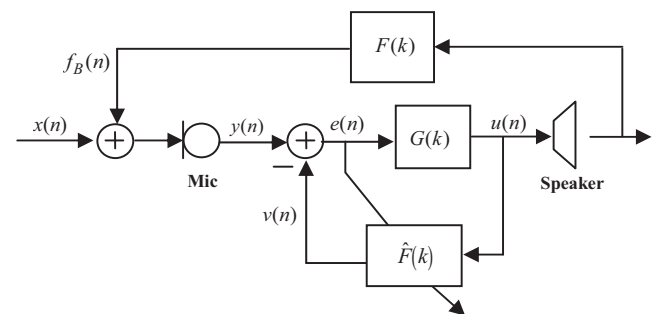 F(k)
f_B(n)
x(n)
+
y(n)
+
e(n)
G(k)
u(n)
Mic
−
Speaker
v(n)
F̂(k)